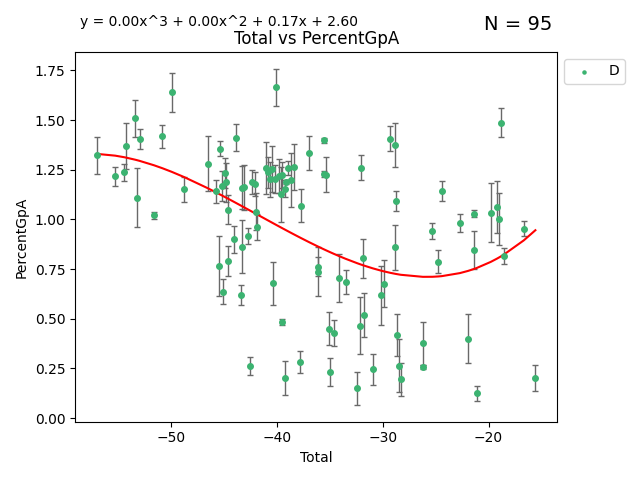 y = 0.00x^3 + 0.00x^2 + 0.17x + 2.60
N = 95
Total vs PercentGpA
D
PercentGpA
1.75
1.50
1.25
1.00
0.75
0.50
0.25
0.00
−50
−40
−30
−20
Total